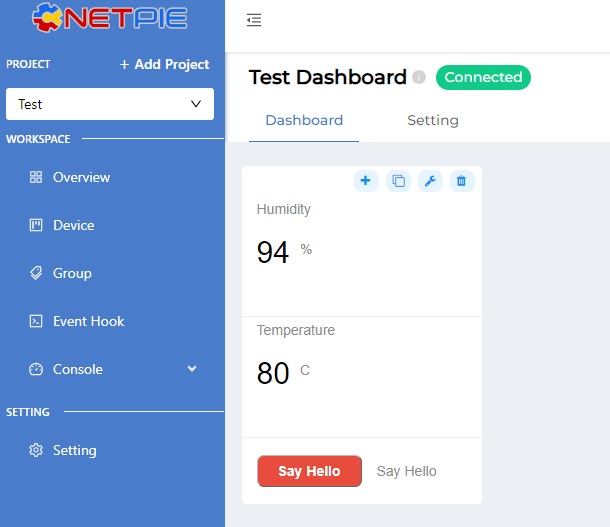 NETPIE
PROJECT
+ Add Project
Test
WORKSPACE
Overview
Device
Group
Event Hook
Console
SETTING
Setting
Test Dashboard
Connected
Dashboard
Setting
Humidity
94 %
Temperature
80 C
Say Hello
Say Hello